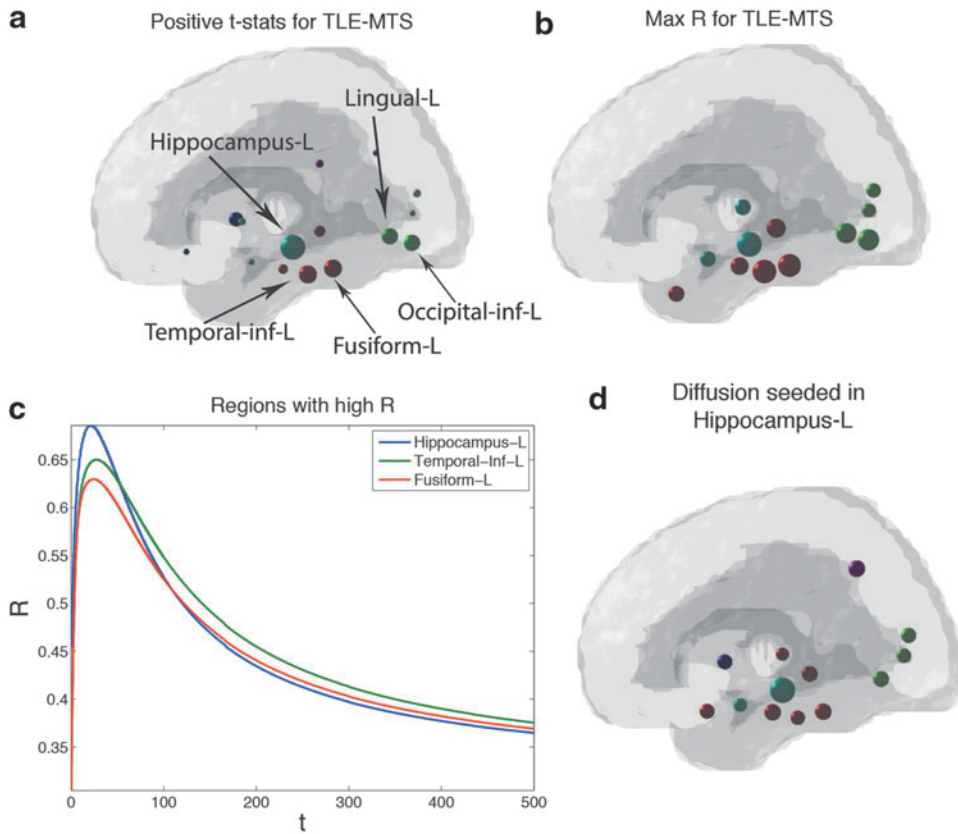 a
Positive t-stats for TLE-MTS
Lingual-L
Hippocampus-L
Temporal-inf-L
Fusiform-L
Occipital-inf-L
b
Max R for TLE-MTS
c
Regions with high R
Hippocampus-L
Temporal-Inf-L
Fusiform-L
0.65
0.6
0.55
0.5
0.45
0.4
0.35
R
0 100 200 300 400 500
t
d
Diffusion seeded in
Hippocampus-L